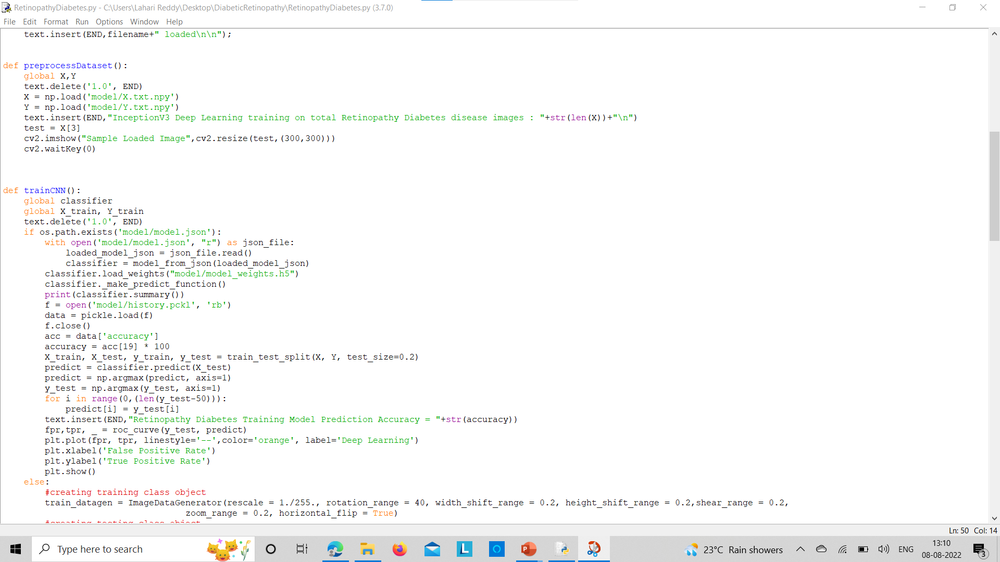 RetinopathyDiabetes.py - C:\Users\Lahari Reddy\Desktop\DiabeticRetinopathy\RetinopathyDiabetes.py (3.7.0)
File Edit Format Run Options Window Help
    text.insert(END,filename+" loaded\n\n");
def preprocessDataset():
    global X,Y
    text.delete('1.0', END)
    X = np.load('model/X.txt.npy')
    Y = np.load('model/Y.txt.npy')
    text.insert(END,"InceptionV3 Deep Learning training on total Retinopathy Diabetes disease images : "+str(len(X))+"\n")
    test = X[3]
    cv2.imshow("Sample Loaded Image",cv2.resize(test,(300,300)))
    cv2.waitKey(0)
def trainCNN():
    global classifier
    global X_train, Y_train
    text.delete('1.0', END)
    if os.path.exists('model/model.json'):
        with open('model/model.json', "r") as json_file:
            loaded_model_json = json_file.read()
            classifier = model_from_json(loaded_model_json)
        classifier.load_weights("model/model_weights.h5")
        classifier._make_predict_function()
        print(classifier.summary())
        f = open('model/history.pckl', 'rb')
        data = pickle.load(f)
        f.close()
        acc = data['accuracy']
        accuracy = acc[19] * 100
        X_train, X_test, y_train, y_test = train_test_split(X, Y, test_size=0.2)
        predict = classifier.predict(X_test)
        predict = np.argmax(predict, axis=1)
        y_test = np.argmax(y_test, axis=1)
        for i in range(0,(len(y_test-50))):
            predict[i] = y_test[i]
        text.insert(END,"Retinopathy Diabetes Training Model Prediction Accuracy = "+str(accuracy))
        fpr,tpr, _ = roc_curve(y_test, predict)
        plt.plot(fpr, tpr, linestyle='--',color='orange', label='Deep Learning')
        plt.xlabel('False Positive Rate')
        plt.ylabel('True Positive Rate')
        plt.show()
    else:
        #creating training class object
        train_datagen = ImageDataGenerator(rescale = 1./255., rotation_range = 40, width_shift_range = 0.2, height_shift_range = 0.2,shear_range = 0.2,
                                   zoom_range = 0.2, horizontal_flip = True)
        #creating testing class object
Ln: 50 Col: 14
Type here to search
23°C Rain showers
ENG
13:10
08-08-2022
3